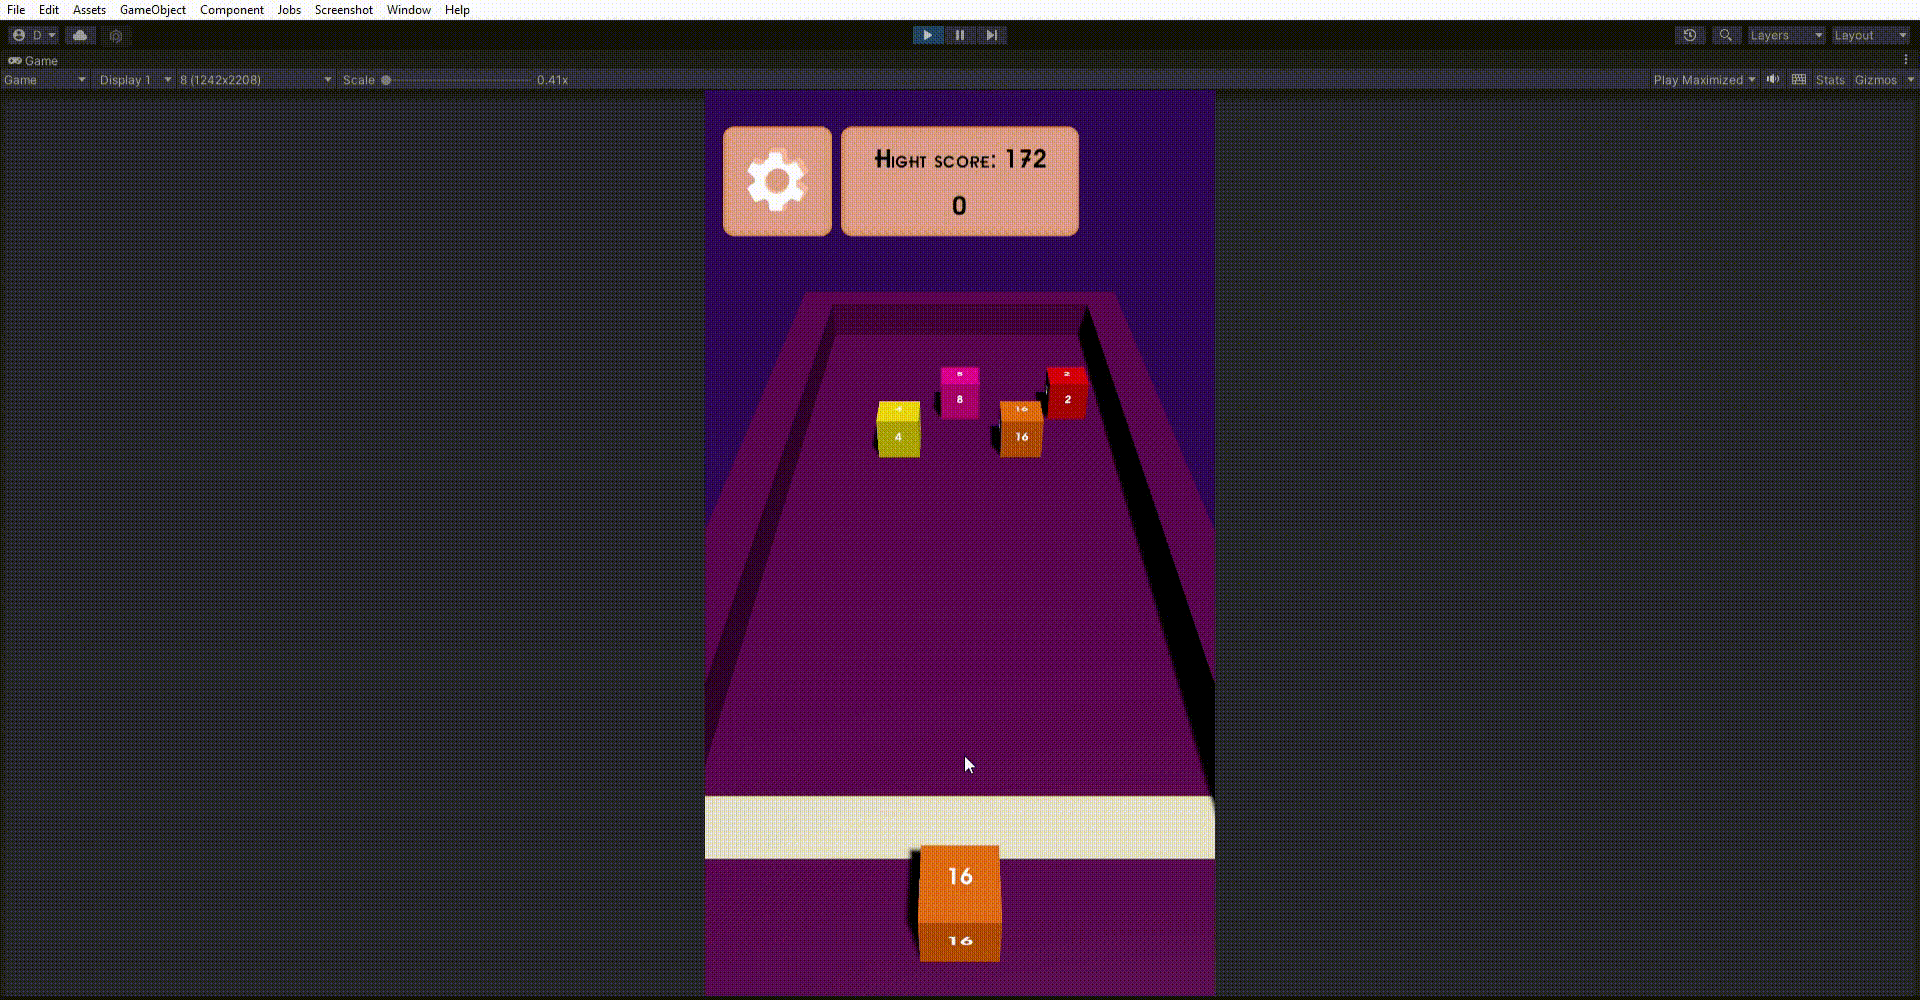 File Edit Assets GameObject Component Jobs Screenshot Window Help
D Layers Layout
Game
Game Display 1 8 (1242x2208) Scale 0.41x Play Maximized Stats Gizmos
Hight score: 172
0
8 2
8 2
4 16
4 16
16
16